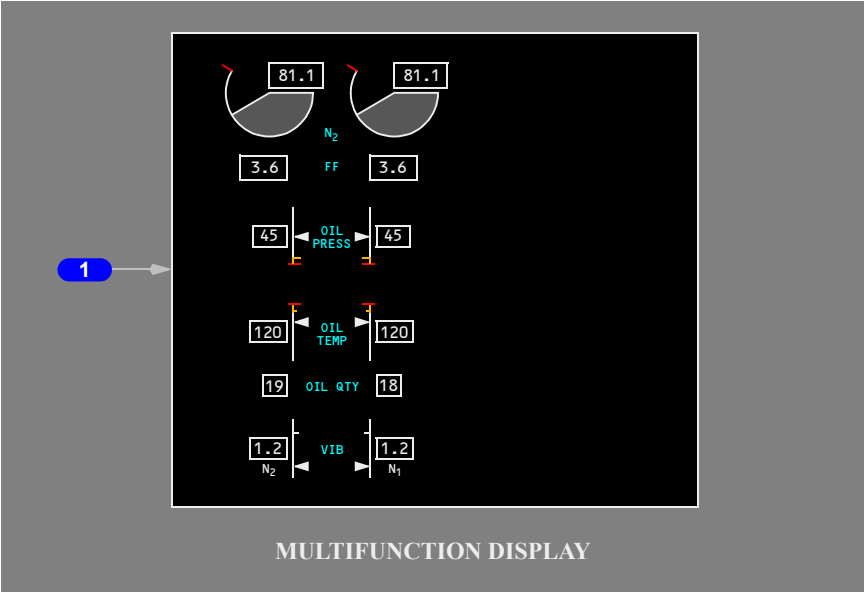 81.1 81.1
N2
3.6 FF 3.6
45 OIL PRESS 45
1
120 OIL TEMP 120
19 OIL QTY 18
1.2 VIB 1.2
N2 N1
MULTIFUNCTION DISPLAY